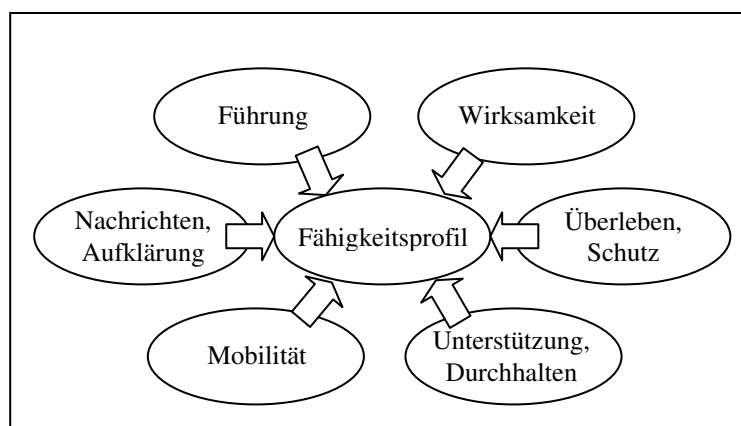 Führung
Wirksamkeit
Nachrichten,
Aufklärung
Fähigkeitsprofil
Überleben,
Schutz
Mobilität
Unterstützung,
Durchhalten